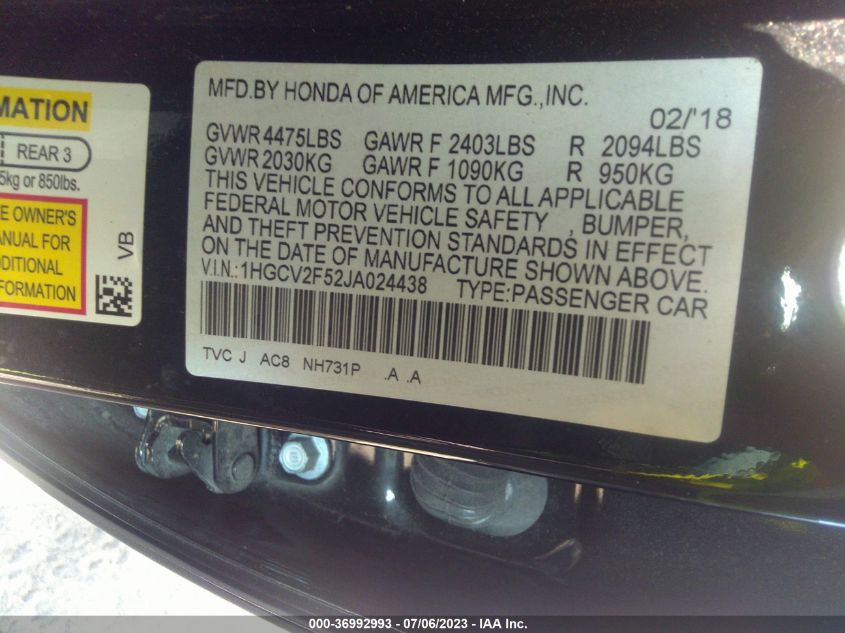 MATION
REAR 3
5kg or 850lbs.
E OWNER'S
ANUAL FOR
DDITIONAL
FORMATION
VB
MFD.BY HONDA OF AMERICA MFG.,INC.
02/'18
GVWR 4475LBS GAWR F 2403LBS R 2094LBS
GVWR 2030KG GAWR F 1090KG R 950KG
THIS VEHICLE CONFORMS TO ALL APPLICABLE
FEDERAL MOTOR VEHICLE SAFETY , BUMPER,
AND THEFT PREVENTION STANDARDS IN EFFECT
ON THE DATE OF MANUFACTURE SHOWN ABOVE.
V.I.N.:1HGCV2F52JA024438 TYPE:PASSENGER CAR
TVC J AC8 NH731P .A .A
000-36992993 - 07/06/2023 - IAA Inc.